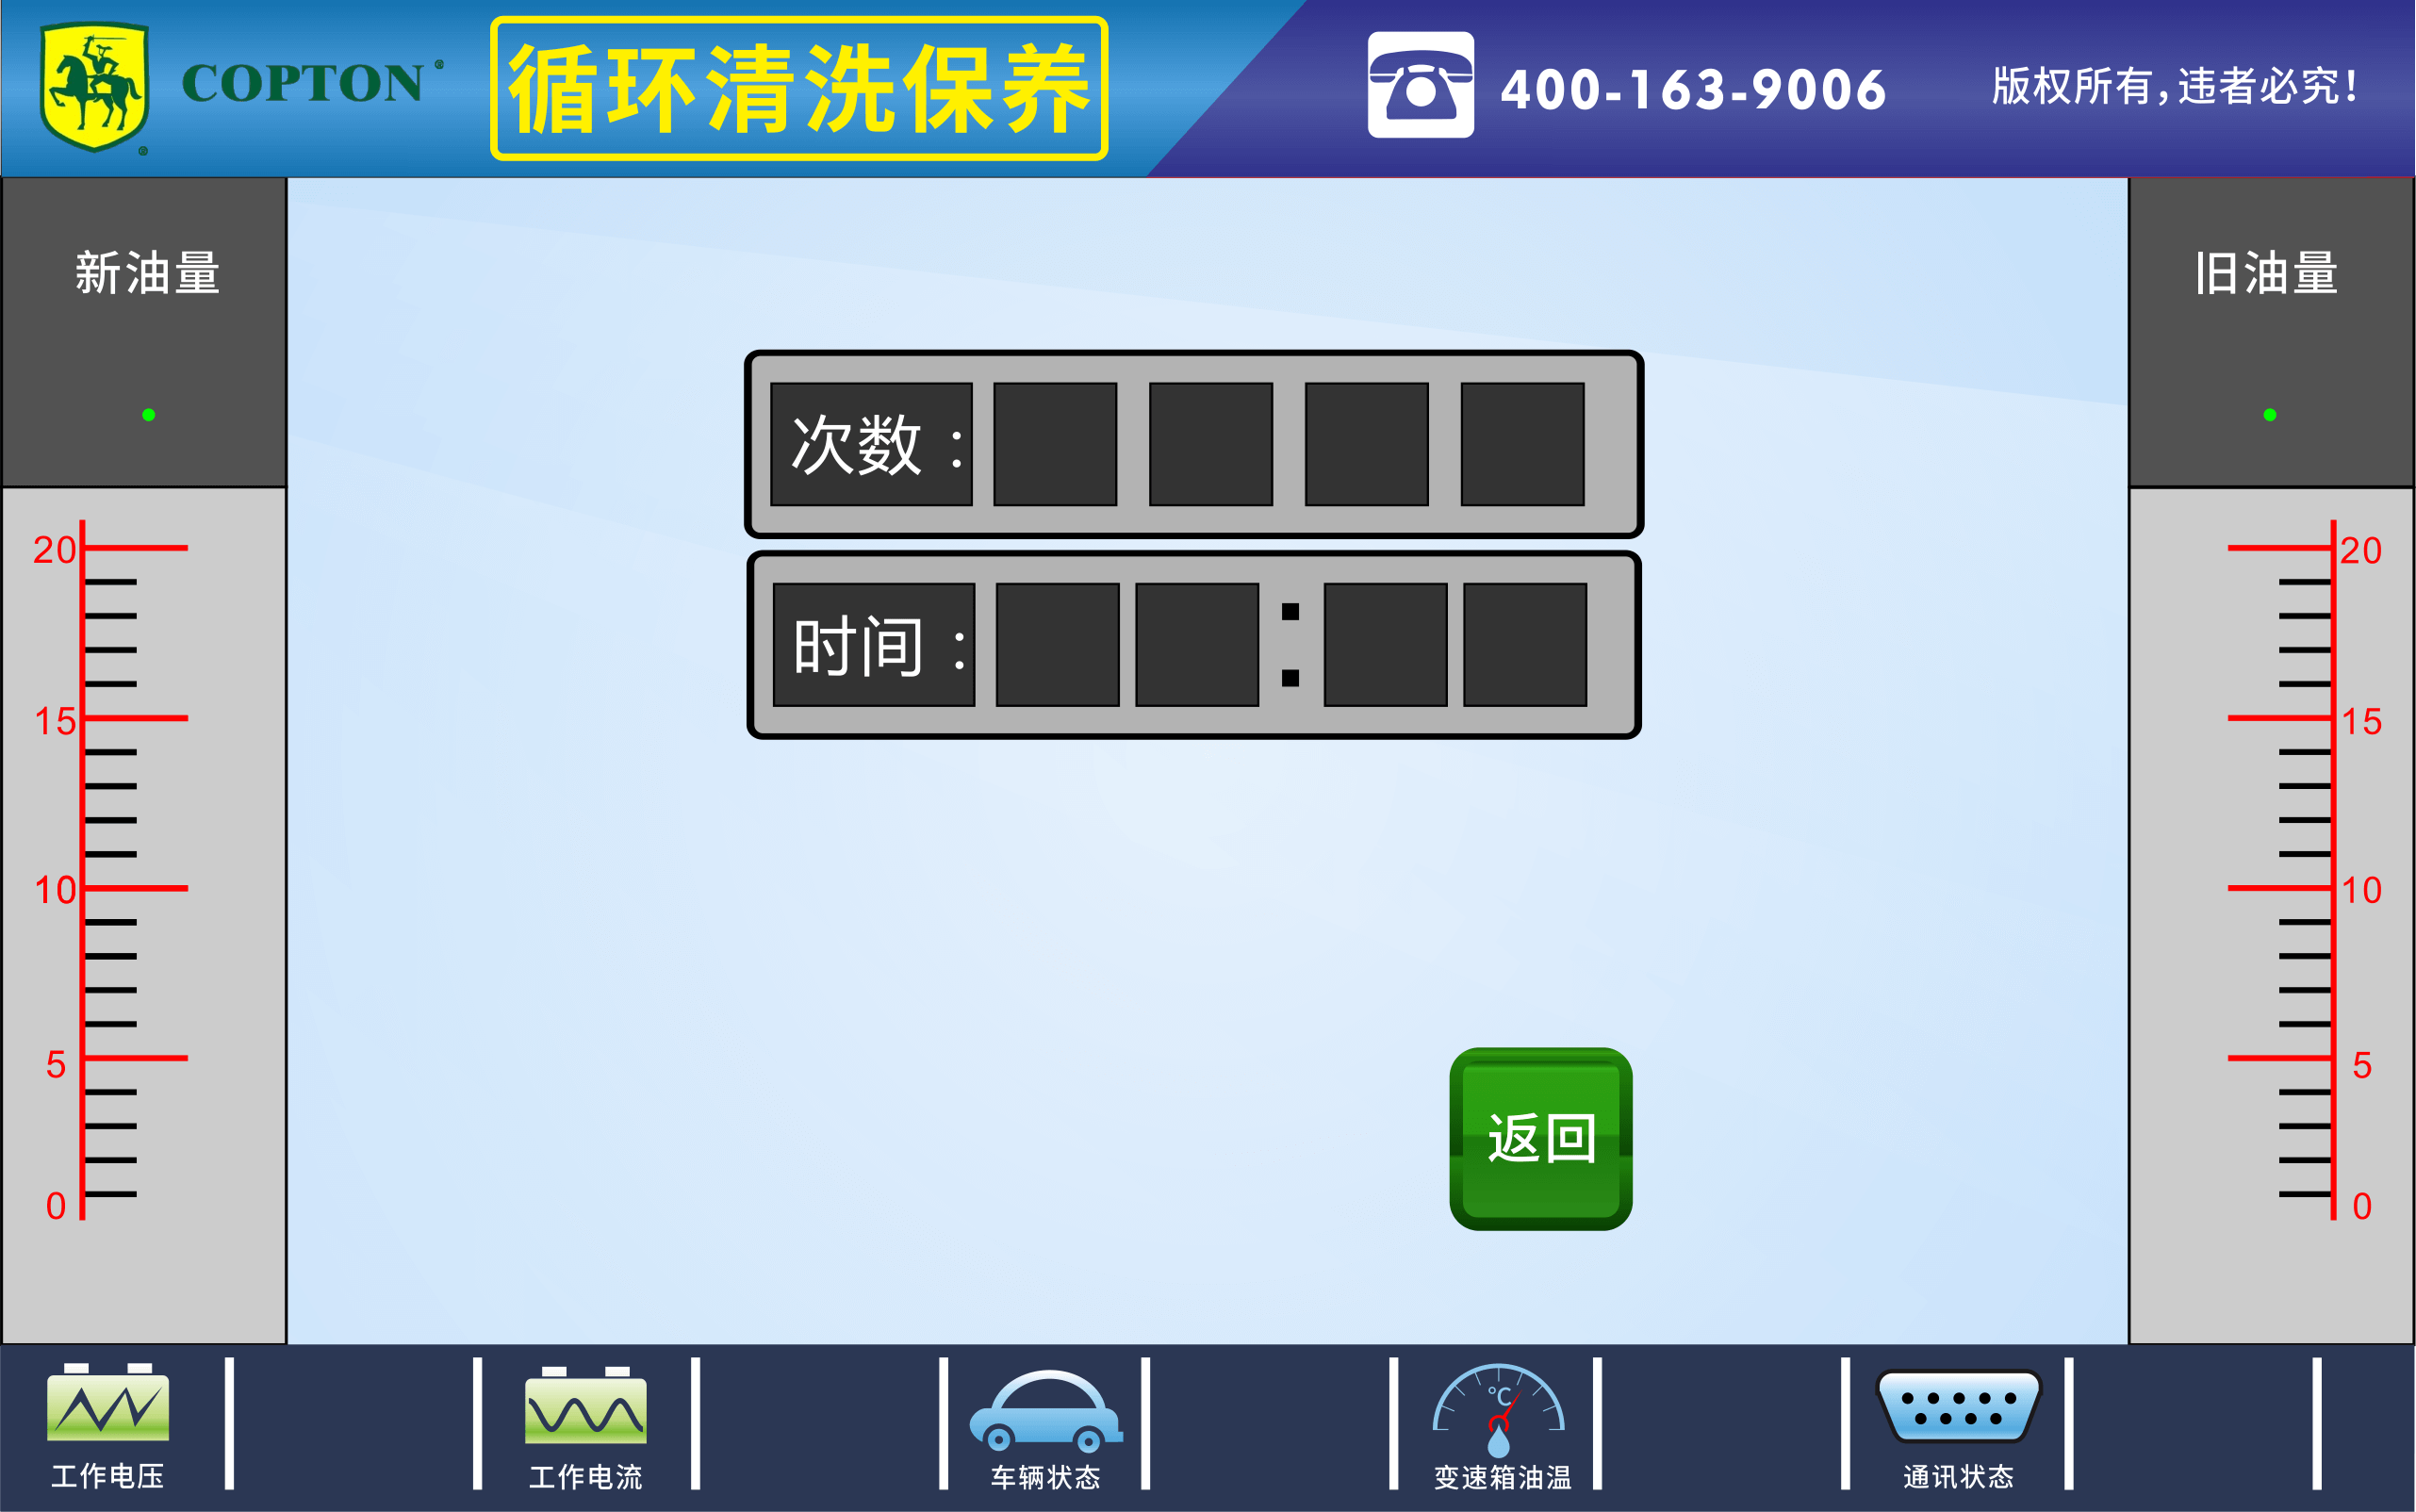 COPTON®
循环清洗保养
400-163-9006
版权所有,违者必究!
新油量
旧油量
次数:
时间:
:
20
15
10
5
0
20
15
10
5
0
返回
工作电压
工作电流
车辆状态
℃
变速箱油温
通讯状态